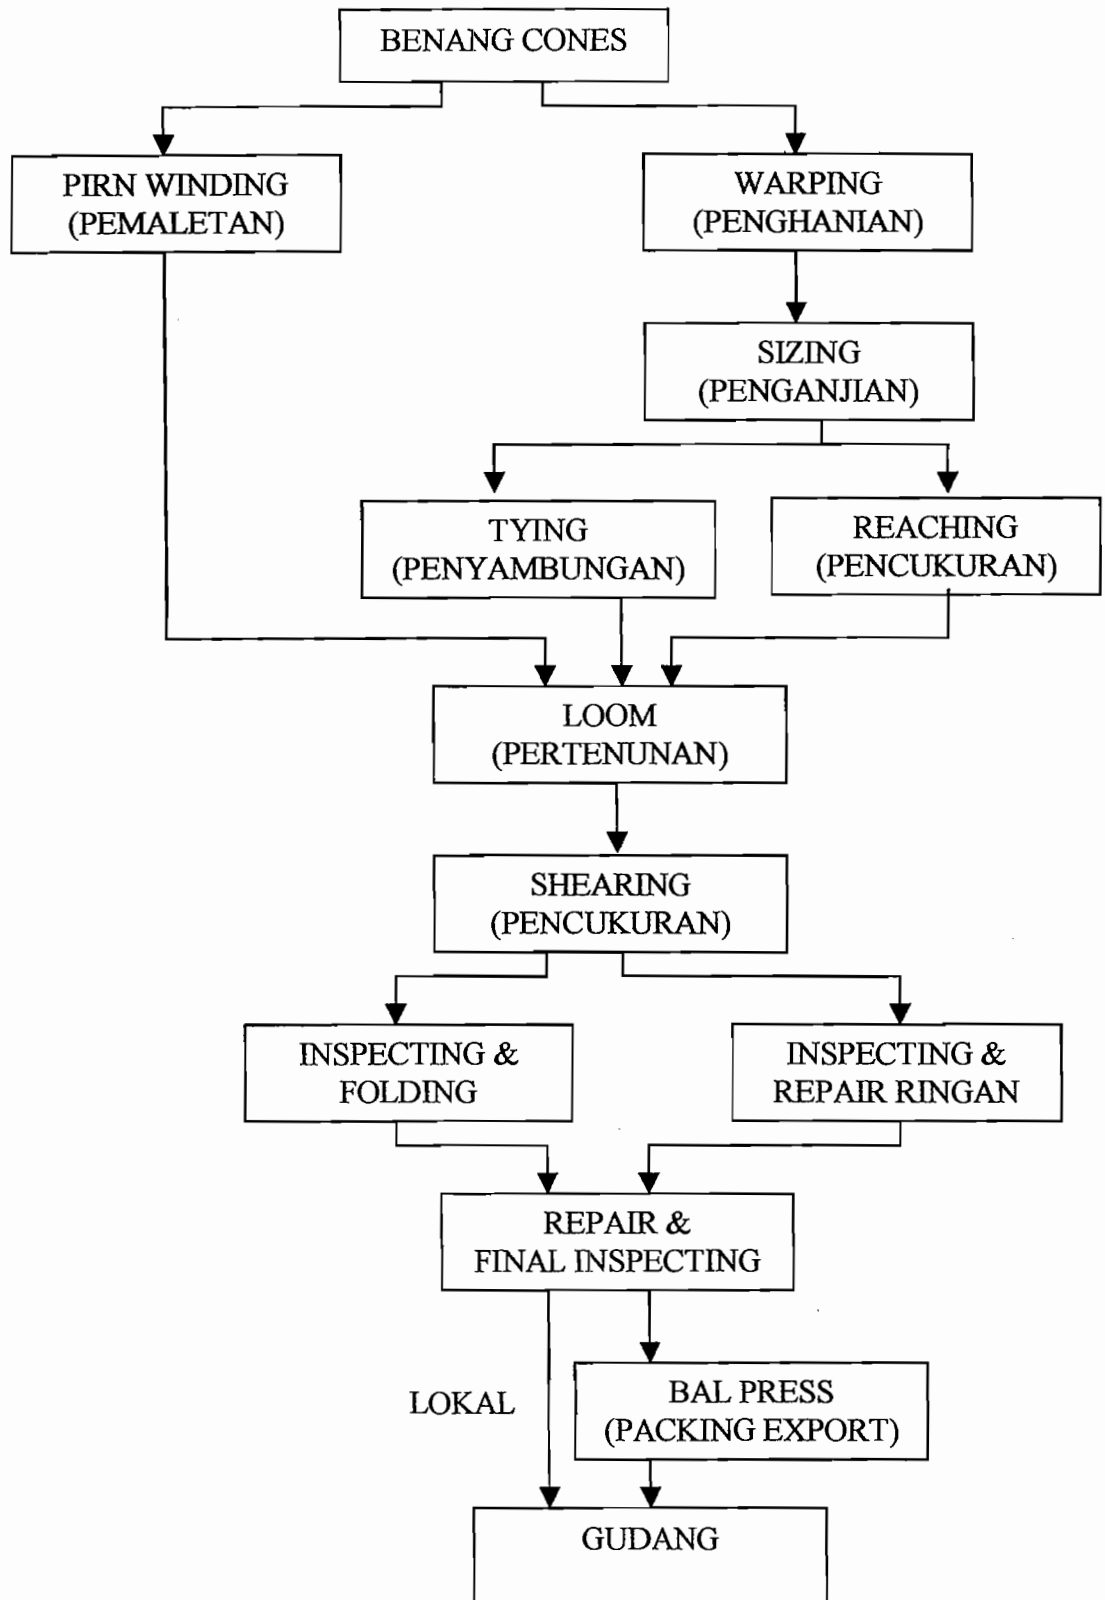 BENANG CONES
PIRN WINDING
(PEMALETAN)
WARPING
(PENGHANIAN)
SIZING
(PENGANJIAN)
TYING
(PENYAMBUNGAN)
REACHING
(PENCUKURAN)
LOOM
(PERTENUNAN)
SHEARING
(PENCUKURAN)
INSPECTING &
FOLDING
INSPECTING &
REPAIR RINGAN
REPAIR &
FINAL INSPECTING
LOKAL
BAL PRESS
(PACKING EXPORT)
GUDANG